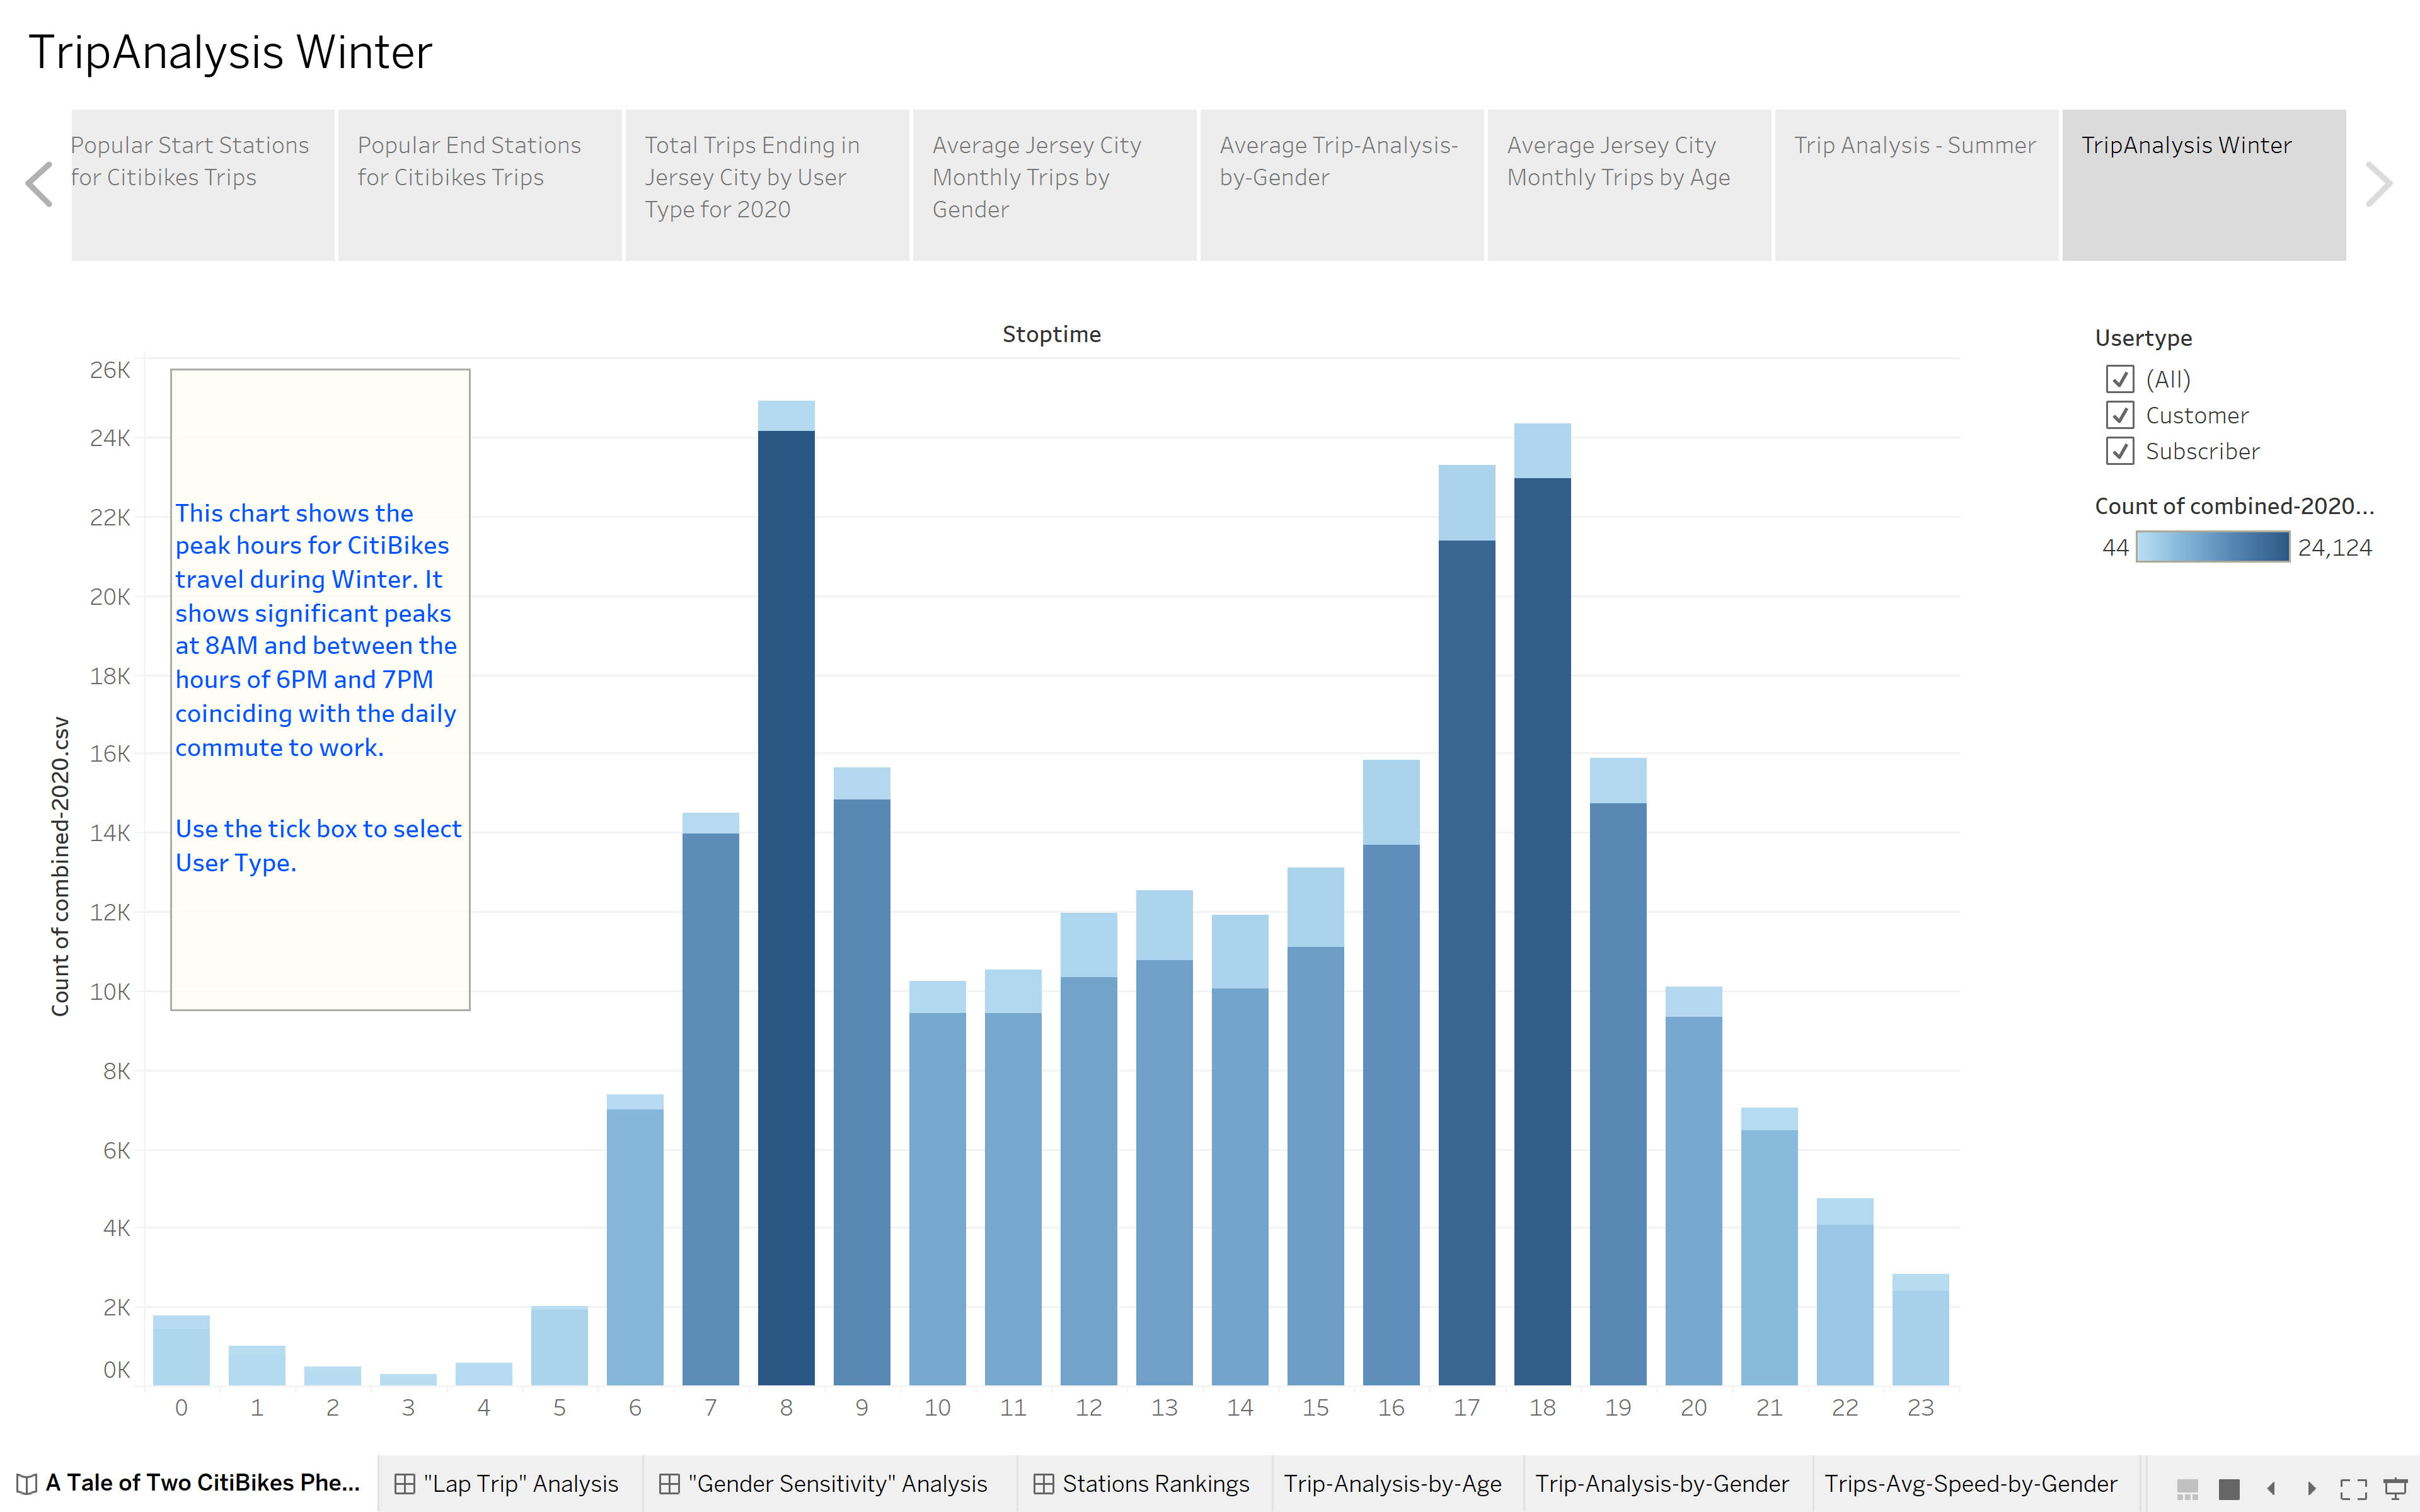 TripAnalysis Winter
Popular Start Stations
for Citibikes Trips
Popular End Stations
for Citibikes Trips
Total Trips Ending in
Jersey City by User
Type for 2020
Average Jersey City
Monthly Trips by
Gender
Average Trip-Analysis-
by-Gender
Average Jersey City
Monthly Trips by Age
Trip Analysis - Summer
TripAnalysis Winter
Stoptime
26K
24K
22K
20K
18K
16K
14K
12K
10K
8K
6K
4K
2K
0K
Count of combined-2020.csv
This chart shows the
peak hours for CitiBikes
travel during Winter. It
shows significant peaks
at 8AM and between the
hours of 6PM and 7PM
coinciding with the daily
commute to work.
Use the tick box to select
User Type.
0 1 2 3 4 5 6 7 8 9 10 11 12 13 14 15 16 17 18 19 20 21 22 23
Usertype
(All)
Customer
Subscriber
Count of combined-2020...
44 24,124
A Tale of Two CitiBikes Phe... "Lap Trip" Analysis "Gender Sensitivity" Analysis Stations Rankings Trip-Analysis-by-Age Trip-Analysis-by-Gender Trips-Avg-Speed-by-Gender